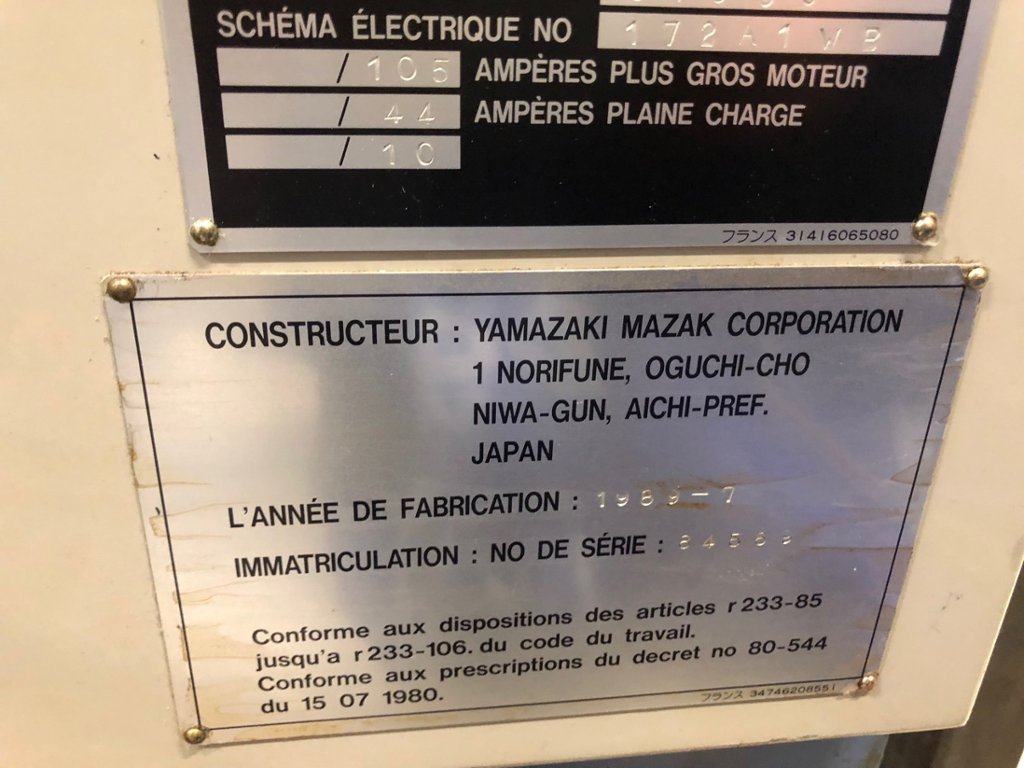 SCHÉMA ÉLECTRIQUE NO 172A1WB
/ 105 AMPÈRES PLUS GROS MOTEUR
/ 44 AMPÈRES PLAINE CHARGE
/ 10
フランス 31416065080
CONSTRUCTEUR : YAMAZAKI MAZAK CORPORATION
1 NORIFUNE, OGUCHI-CHO
NIWA-GUN, AICHI-PREF.
JAPAN
L'ANNÉE DE FABRICATION : 1989-7
IMMATRICULATION : NO DE SÉRIE :
Conforme aux dispositions des articles r 233-85
jusqu'a r 233-106. du code du travail.
Conforme aux prescriptions du decret no 80-544
du 15 07 1980.
フランス 34746208551